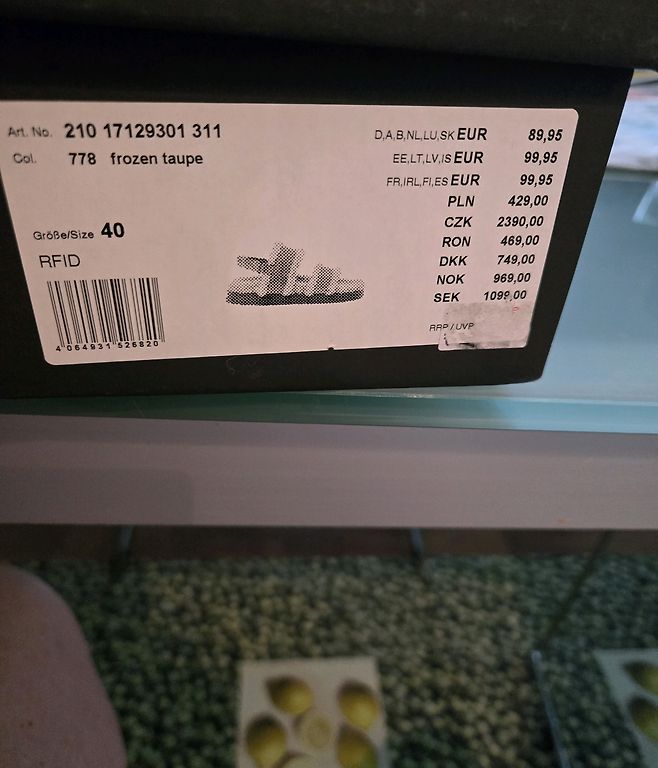 Art. No. 210 17129301 311
Col. 778 frozen taupe
Größe/Size 40
RFID
4 064931 526820
D,A,B,NL,LU,SK EUR 89,95
EE,LT,LV,IS EUR 99,95
FR,IRL,FI,ES EUR 99,95
PLN 429,00
CZK 2390,00
RON 469,00
DKK 749,00
NOK 969,00
SEK 1099,00
RRP / UVP